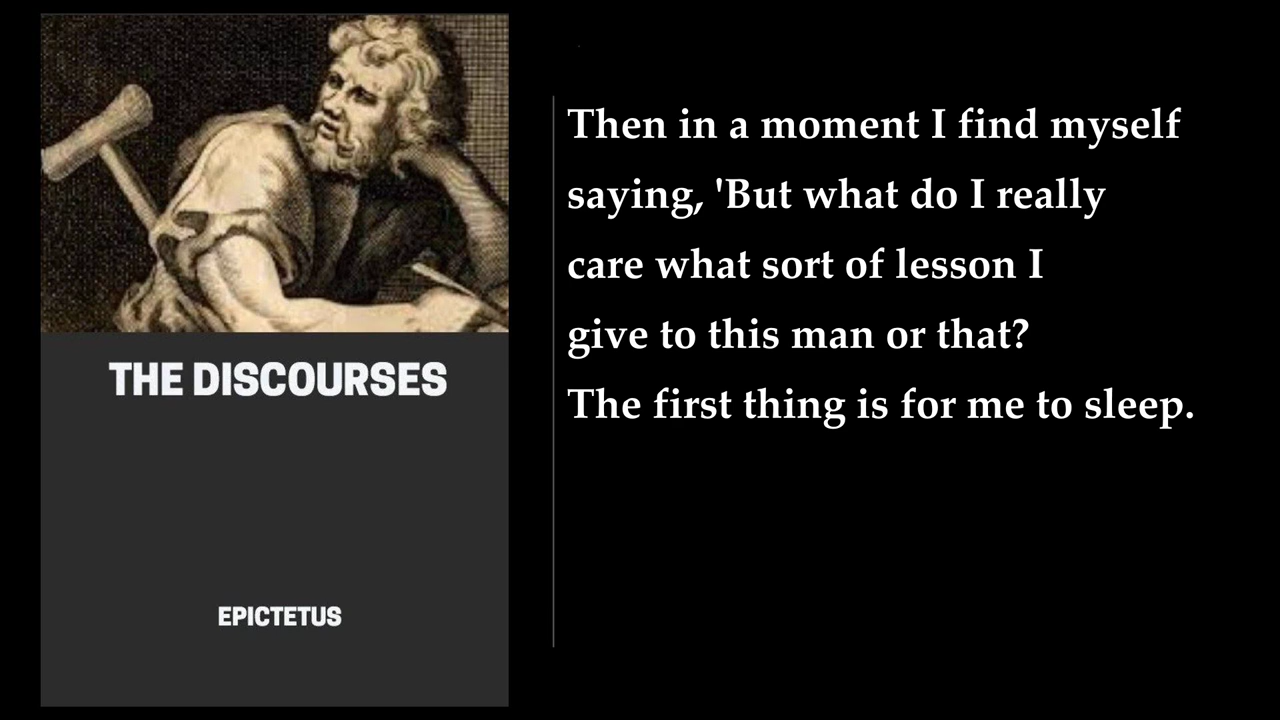 THE DISCOURSES
EPICTETUS
Then in a moment I find myself
saying, 'But what do I really
care what sort of lesson I
give to this man or that?
The first thing is for me to sleep.